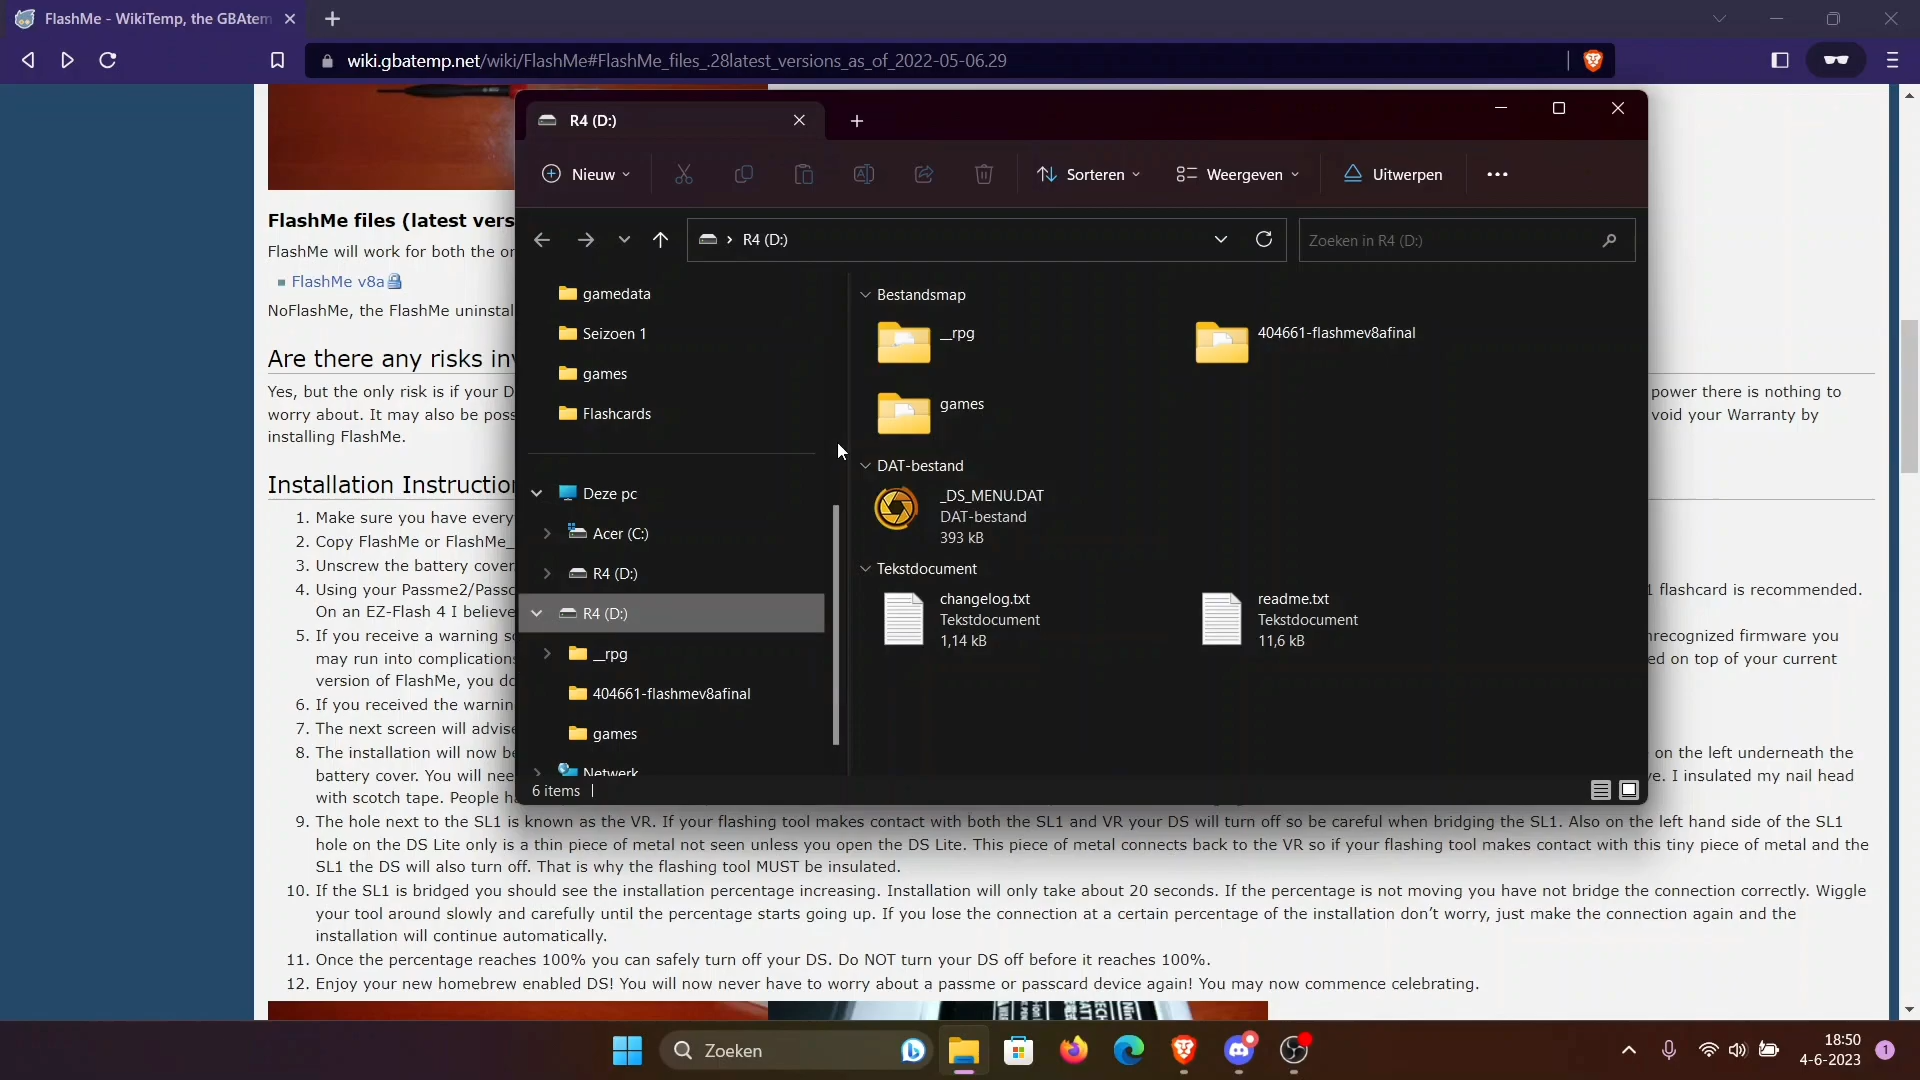 FlashMe - WikiTemp, the GBAtem
wiki.gbatemp.net/wiki/FlashMe#FlashMe_files_.28latest_versions_as_of_2022-05-06.29
R4 (D:)
Nieuw
Sorteren
Weergeven
Uitwerpen
R4 (D:)
Zoeken in R4 (D:)
gamedata
Seizoen 1
games
Flashcards
Deze pc
Acer (C:)
R4 (D:)
R4 (D:)
__rpg
404661-flashmev8afinal
games
Netwerk
6 items
Bestandsmap
__rpg
404661-flashmev8afinal
games
DAT-bestand
_DS_MENU.DAT
DAT-bestand
393 kB
Tekstdocument
changelog.txt
Tekstdocument
1,14 kB
readme.txt
Tekstdocument
11,6 kB
FlashMe files (latest vers
FlashMe will work for both the or
FlashMe v8a
NoFlashMe, the FlashMe uninstal
Are there any risks inv
Yes, but the only risk is if your D power there is nothing to
worry about. It may also be poss void your Warranty by
installing FlashMe.
Installation Instruction
1. Make sure you have every
2. Copy FlashMe or FlashMe_
3. Unscrew the battery cover
4. Using your Passme2/Passc 1 flashcard is recommended.
On an EZ-Flash 4 I believe
5. If you receive a warning s recognized firmware you
may run into complications ed on top of your current
version of FlashMe, you do
6. If you received the warnin
7. The next screen will advise
8. The installation will now be on the left underneath the
battery cover. You will nee ve. I insulated my nail head
with scotch tape. People h
9. The hole next to the SL1 is known as the VR. If your flashing tool makes contact with both the SL1 and VR your DS will turn off so be careful when bridging the SL1. Also on the left hand side of the SL1
hole on the DS Lite only is a thin piece of metal not seen unless you open the DS Lite. This piece of metal connects back to the VR so if your flashing tool makes contact with this tiny piece of metal and the
SL1 the DS will also turn off. That is why the flashing tool MUST be insulated.
10. If the SL1 is bridged you should see the installation percentage increasing. Installation will only take about 20 seconds. If the percentage is not moving you have not bridge the connection correctly. Wiggle
your tool around slowly and carefully until the percentage starts going up. If you lose the connection at a certain percentage of the installation don't worry, just make the connection again and the
installation will continue automatically.
11. Once the percentage reaches 100% you can safely turn off your DS. Do NOT turn your DS off before it reaches 100%.
12. Enjoy your new homebrew enabled DS! You will now never have to worry about a passme or passcard device again! You may now commence celebrating.
Zoeken
18:50
4-6-2023
1